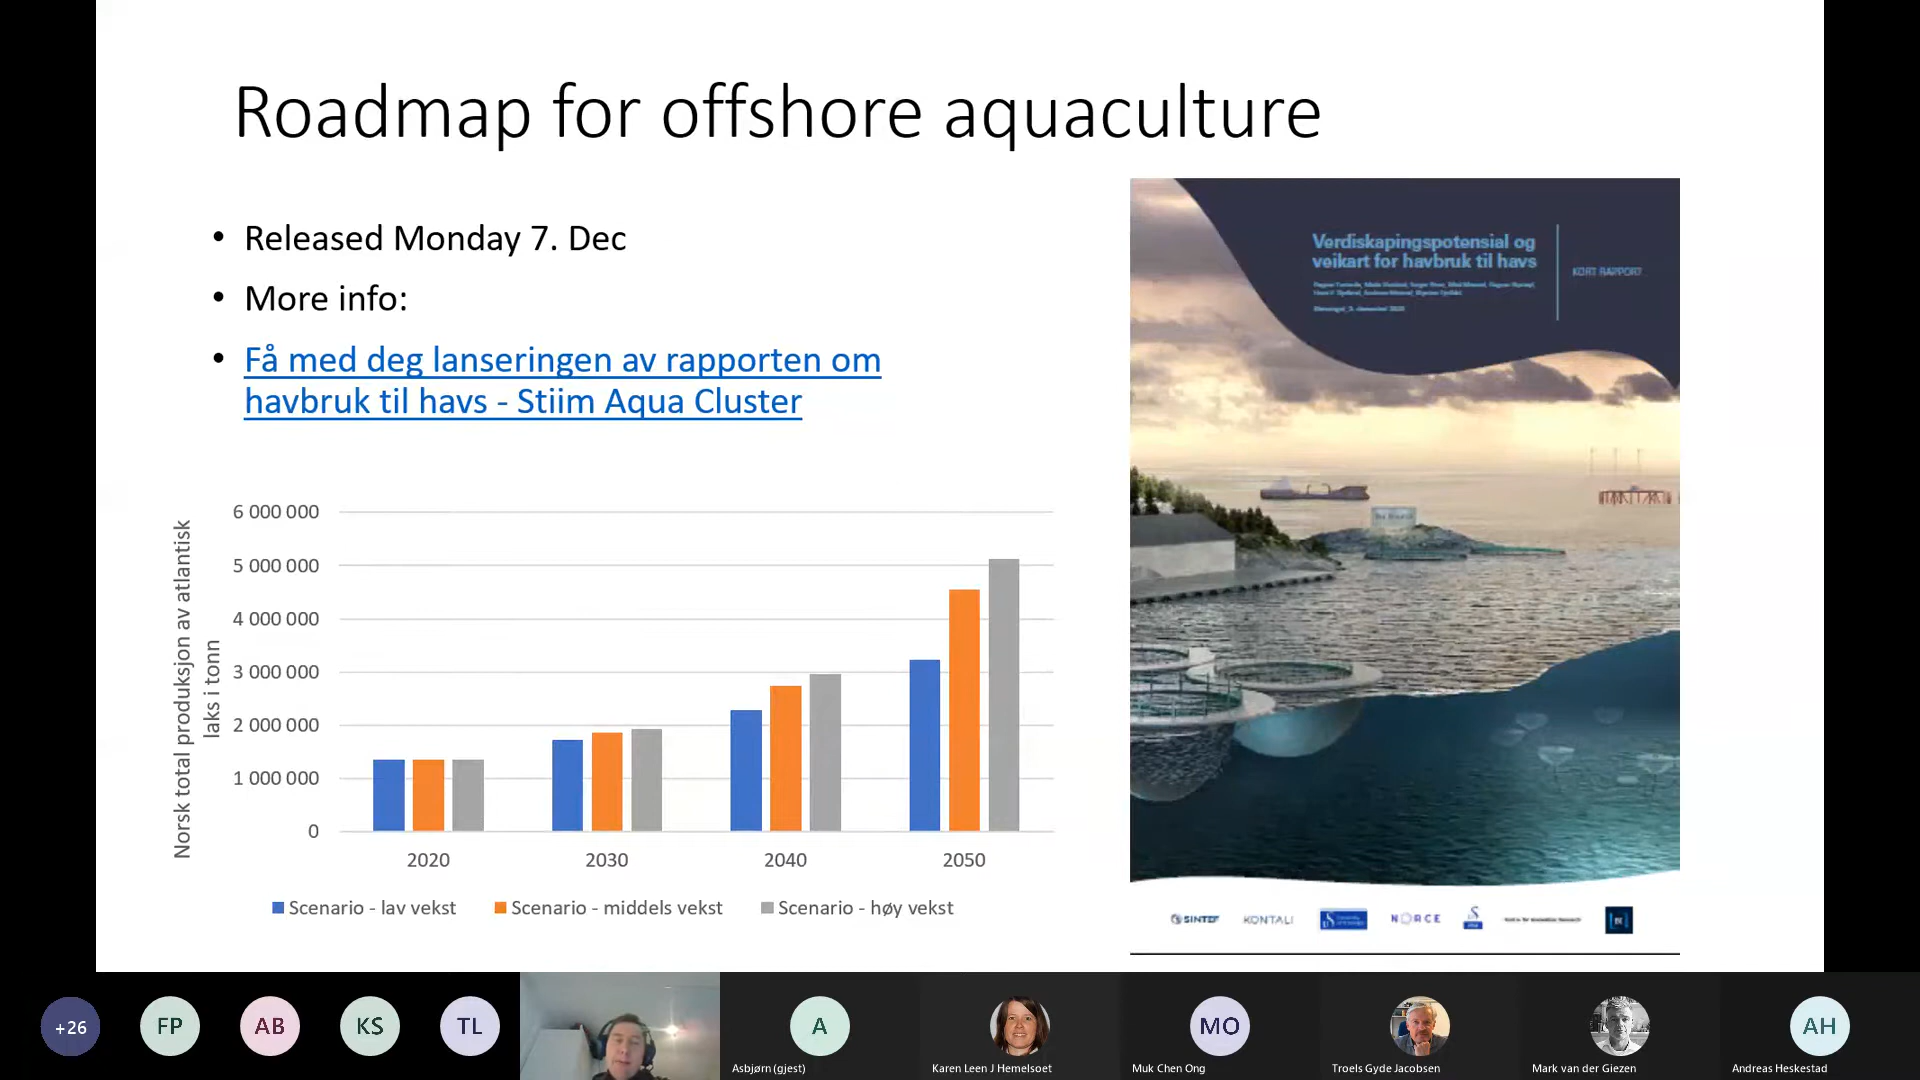 Roadmap for offshore aquaculture
• Released Monday 7. Dec
• More info:
• Få med deg lanseringen av rapporten om
havbruk til havs - Stiim Aqua Cluster
Norsk total produksjon av atlantisk
laks i tonn
6 000 000
5 000 000
4 000 000
3 000 000
2 000 000
1 000 000
0
2020 2030 2040 2050
Scenario - lav vekst Scenario - middels vekst Scenario - høy vekst
Verdiskapingspotensial og
veikart for havbruk til havs
KORT RAPPORT
SINTEF KONTALI NORCE
+26 FP AB KS TL A MO AH
Asbjørn (gjest) Karen Leen J Hemelsoet Muk Chen Ong Troels Gyde Jacobsen Mark van der Giezen Andreas Heskestad